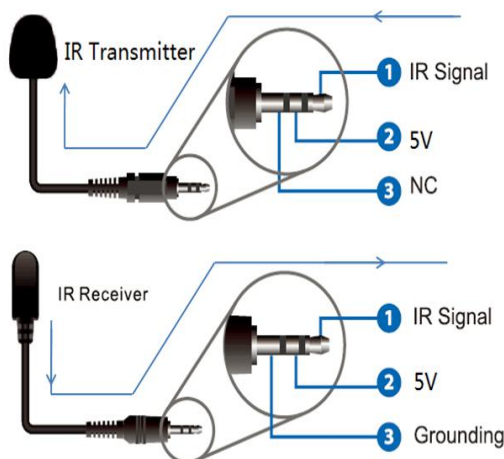 IR Transmitter
1 IR Signal
2 5V
3 NC
IR Receiver
1 IR Signal
2 5V
3 Grounding